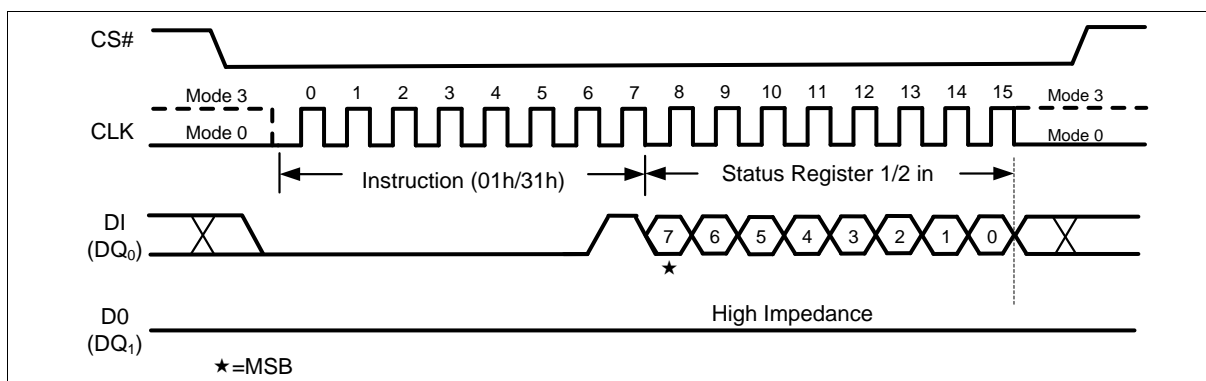 CS#
Mode 3 0 1 2 3 4 5 6 7 8 9 10 11 12 13 14 15 Mode 3
CLK Mode 0 Mode 0
Instruction (01h/31h) Status Register 1/2 in
DI
(DQ0) 7 6 5 4 3 2 1 0
★
D0 High Impedance
(DQ1)
★=MSB